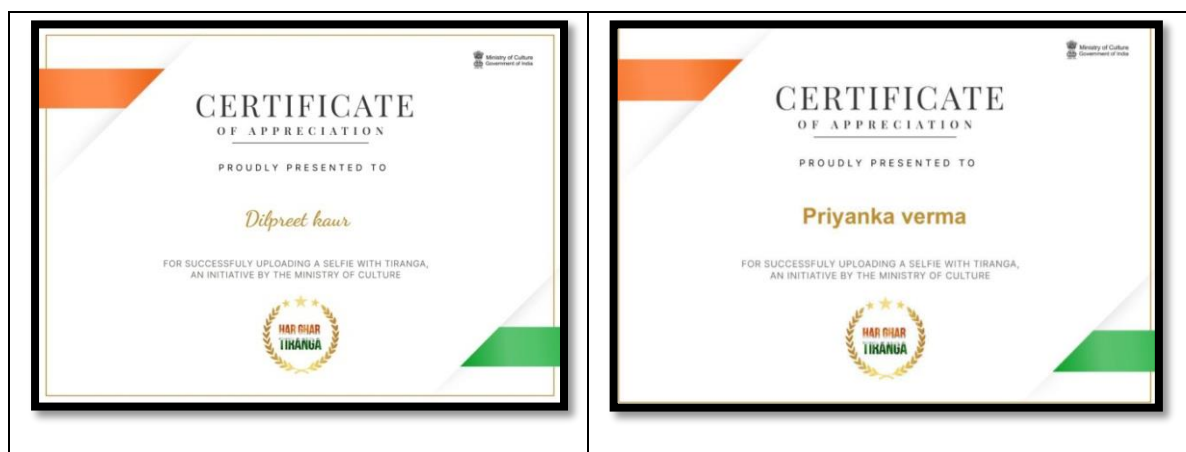 Ministry of Culture
Government of India
CERTIFICATE
OF APPRECIATION
PROUDLY PRESENTED TO
Dilpreet kaur
FOR SUCCESSFULY UPLOADING A SELFIE WITH TIRANGA,
AN INITIATIVE BY THE MINISTRY OF CULTURE
HAR GHAR
TIRANGA
Ministry of Culture
Government of India
CERTIFICATE
OF APPRECIATION
PROUDLY PRESENTED TO
Priyanka verma
FOR SUCCESSFULY UPLOADING A SELFIE WITH TIRANGA,
AN INITIATIVE BY THE MINISTRY OF CULTURE
HAR GHAR
TIRANGA